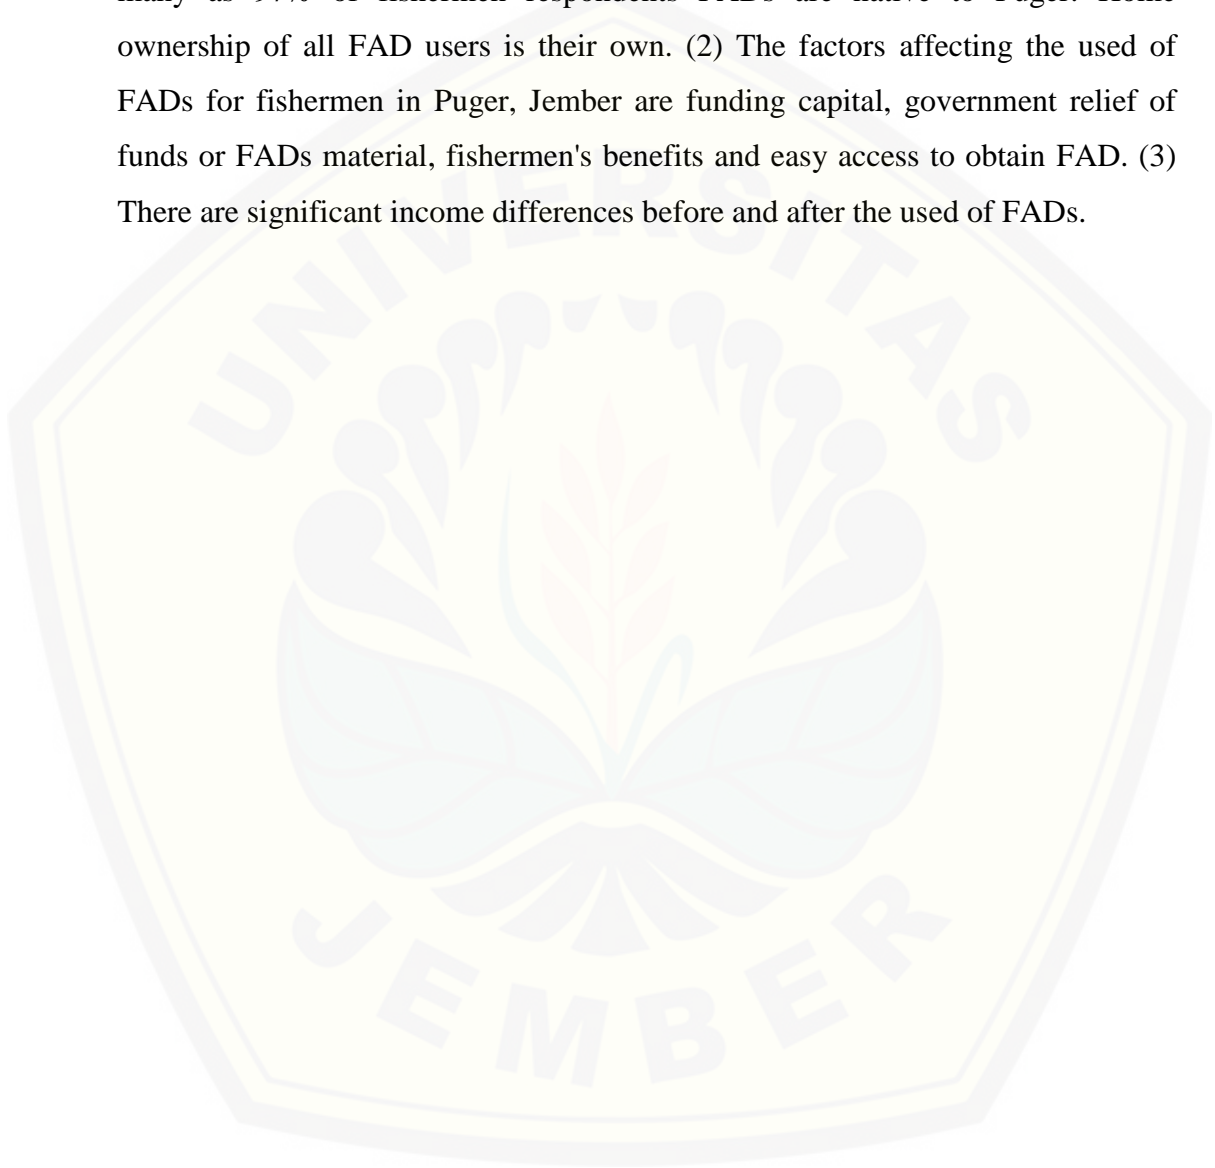 many as of fishermen respondents FADs are native to Puger. Home
ownership of all FAD users is their own. (2) The factors affecting the used of
FADs for fishermen in Puger, Jember are funding capital, government relief of
funds or FADs material, fishermen's benefits and easy access to obtain FAD. (3)
There are significant income differences before and after the used of FADs.
UNIVERSITAS
JEMBER